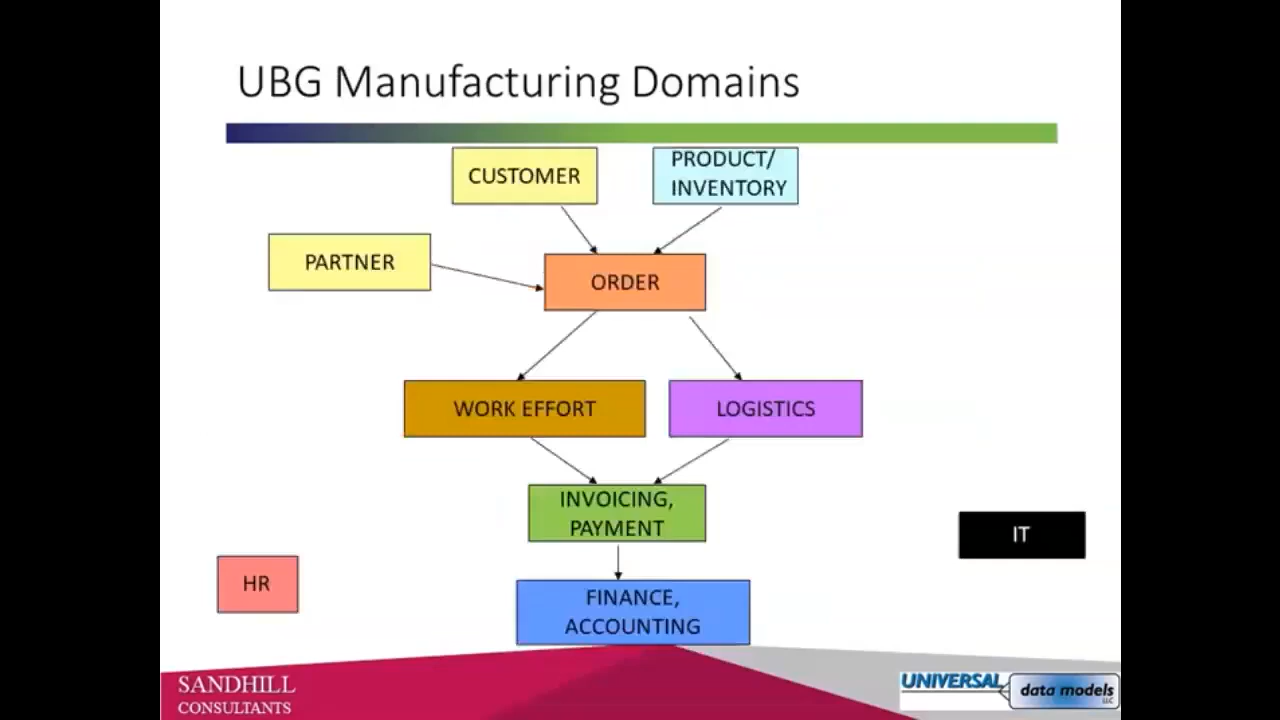 UBG Manufacturing Domains
CUSTOMER
PRODUCT/
INVENTORY
PARTNER
ORDER
WORK EFFORT
LOGISTICS
INVOICING,
PAYMENT
IT
HR
FINANCE,
ACCOUNTING
SANDHILL
CONSULTANTS
UNIVERSAL
data models
LLC